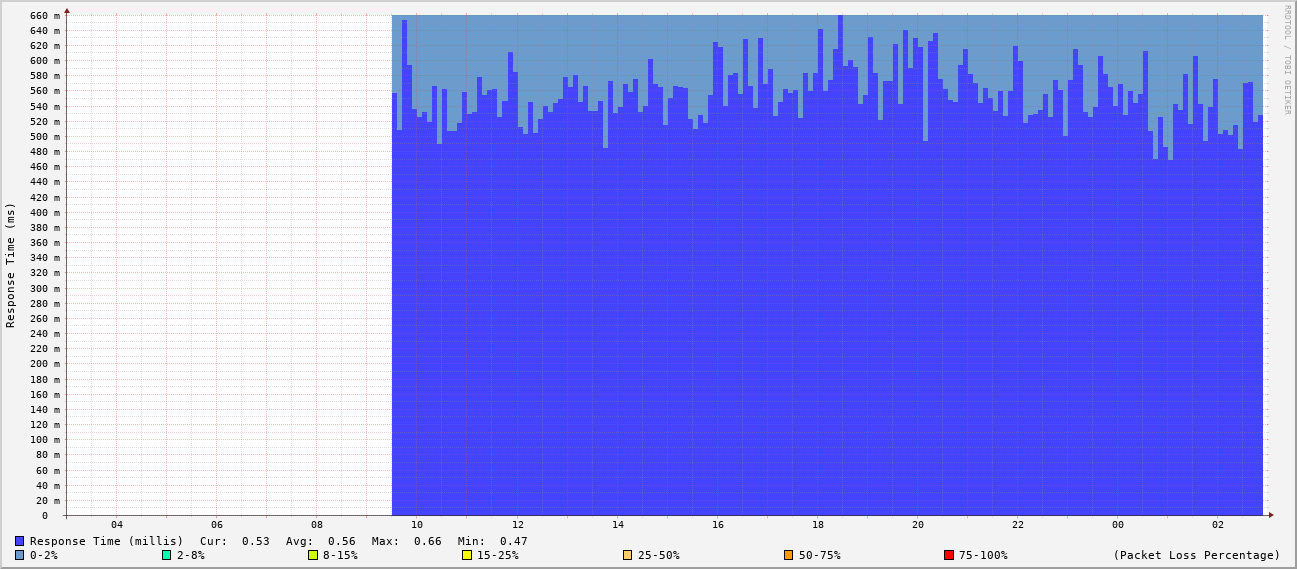 RRDTOOL / TOBI OETIKER
Response Time (ms)
660 m
640 m
620 m
600 m
580 m
560 m
540 m
520 m
500 m
480 m
460 m
440 m
420 m
400 m
380 m
360 m
340 m
320 m
300 m
280 m
260 m
240 m
220 m
200 m
180 m
160 m
140 m
120 m
100 m
80 m
60 m
40 m
20 m
0
04 06 08 10 12 14 16 18 20 22 00 02
Response Time (millis) Cur: 0.53 Avg: 0.56 Max: 0.66 Min: 0.47
0-2% 2-8% 8-15% 15-25% 25-50% 50-75% 75-100% (Packet Loss Percentage)